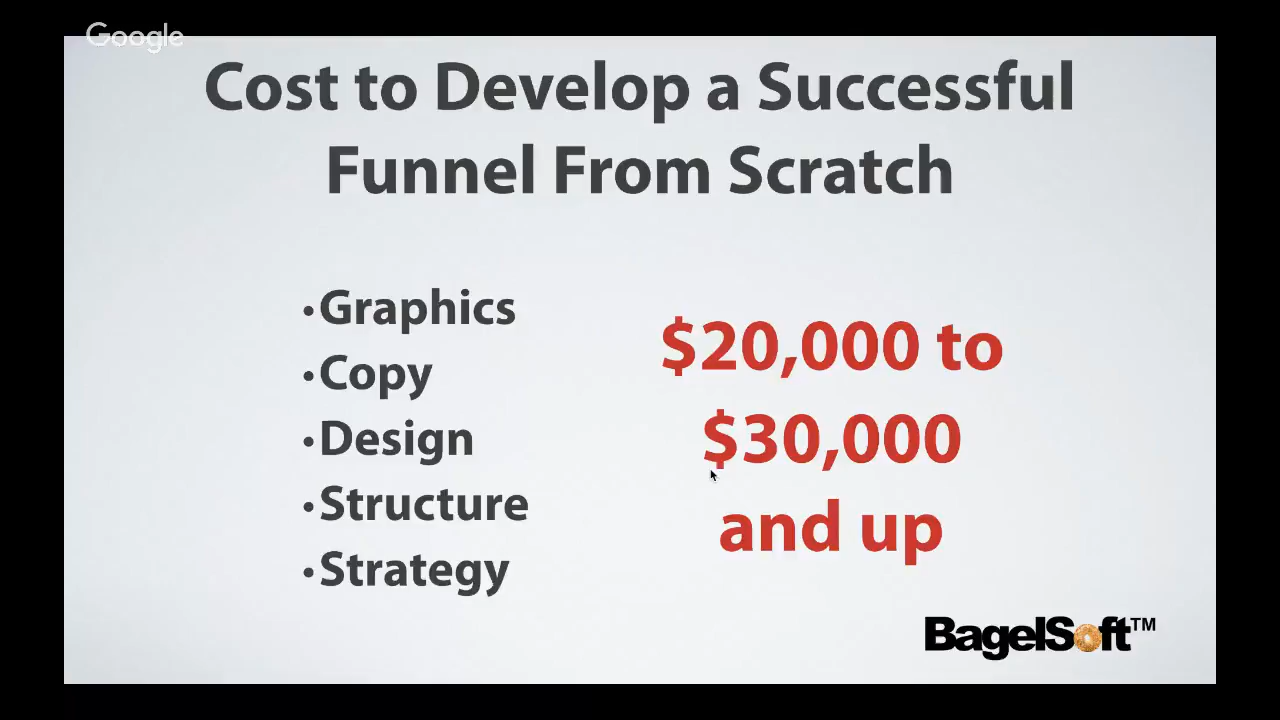 Google
Cost to Develop a Successful
Funnel From Scratch
•Graphics
•Copy
•Design
•Structure
•Strategy
$20,000 to
$30,000
and up
BagelSoft™